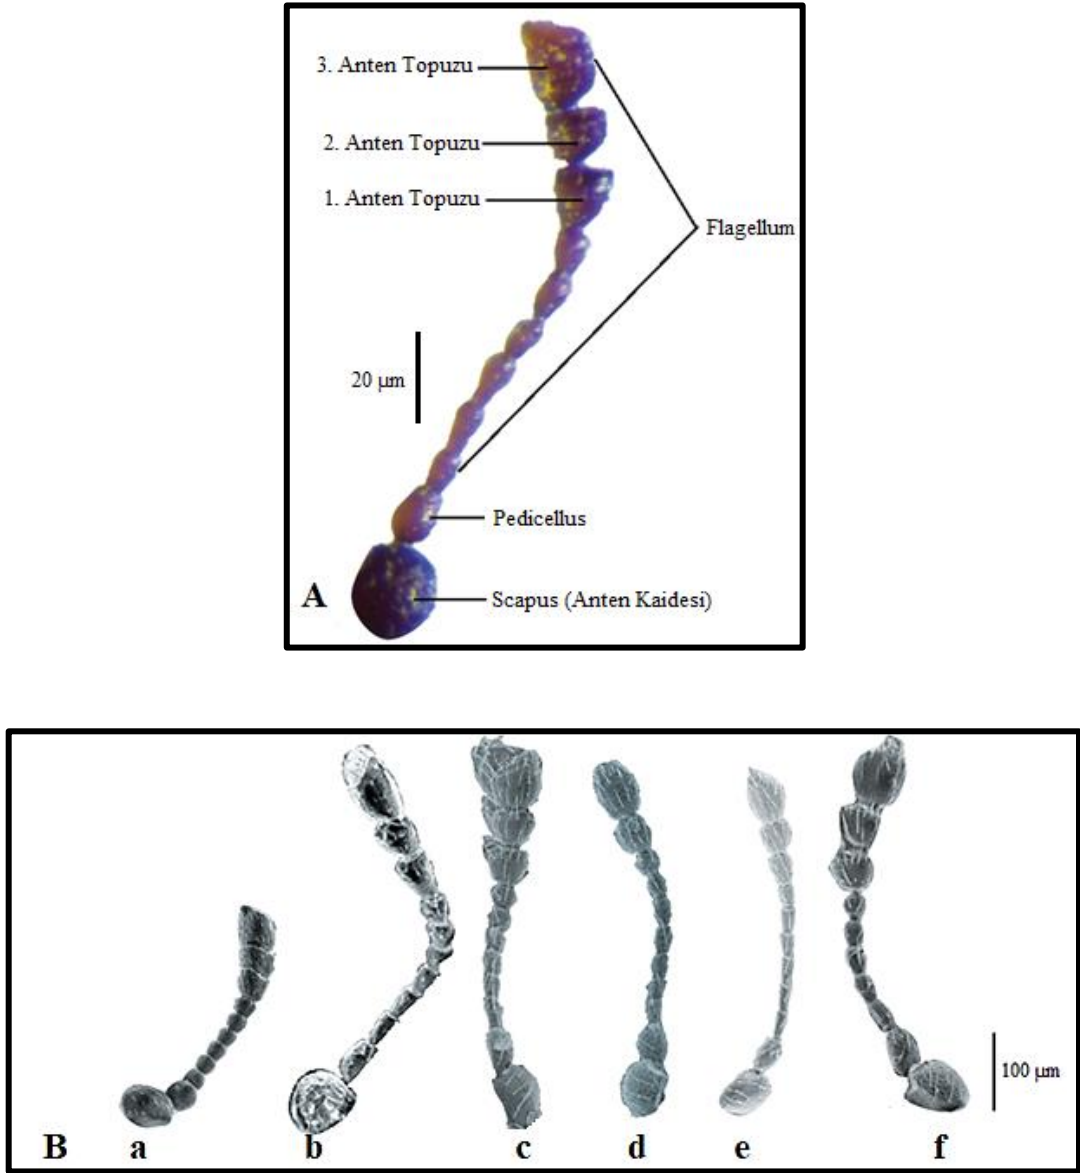 3. Anten Topuzu
2. Anten Topuzu
1. Anten Topuzu
Flagellum
20 µm
Pedicellus
A
Scapus (Anten Kaidesi)
100 µm
B a b c d e f